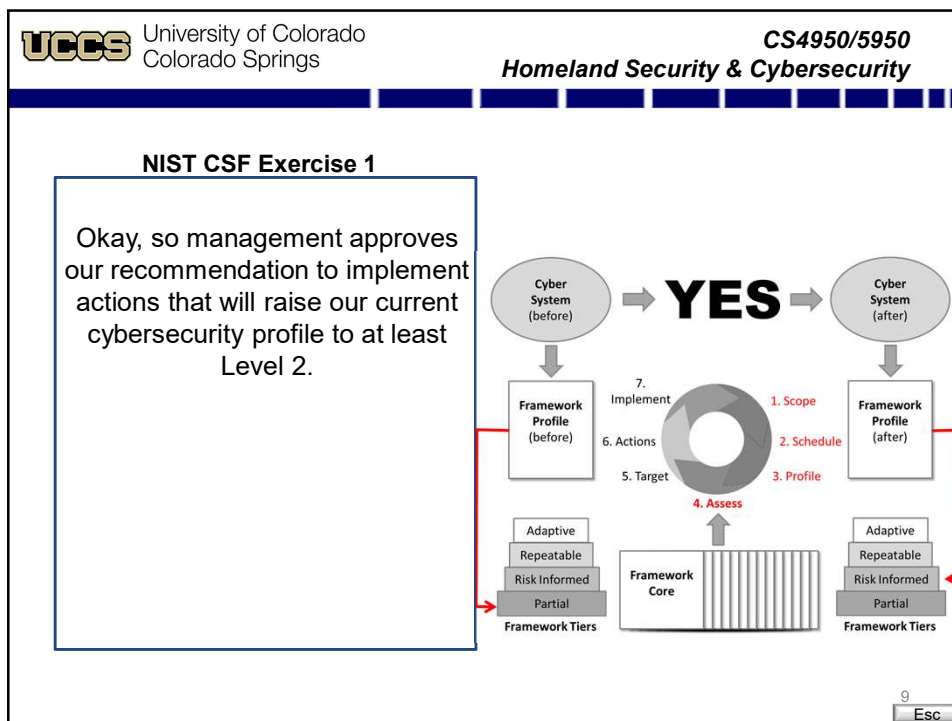 UCCS
University of Colorado
Colorado Springs
CS4950/5950
Homeland Security & Cybersecurity
NIST CSF Exercise 1
Okay, so management approves
our recommendation to implement
actions that will raise our current
cybersecurity profile to at least
Level 2.
Cyber
System
(before)
YES
Cyber
System
(after)
Framework
Profile
(before)
7.
Implement
6. Actions
5. Target
1. Scope
2. Schedule
3. Profile
4. Assess
Framework
Profile
(after)
Adaptive
Repeatable
Risk Informed
Partial
Framework Tiers
Framework
Core
Adaptive
Repeatable
Risk Informed
Partial
Framework Tiers
9
Esc